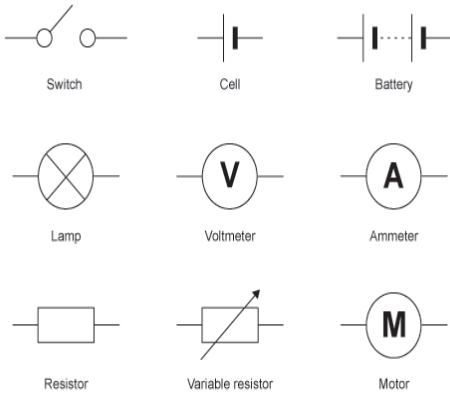 Switch
Cell
Battery
V
A
Lamp
Voltmeter
Ammeter
M
Resistor
Variable resistor
Motor